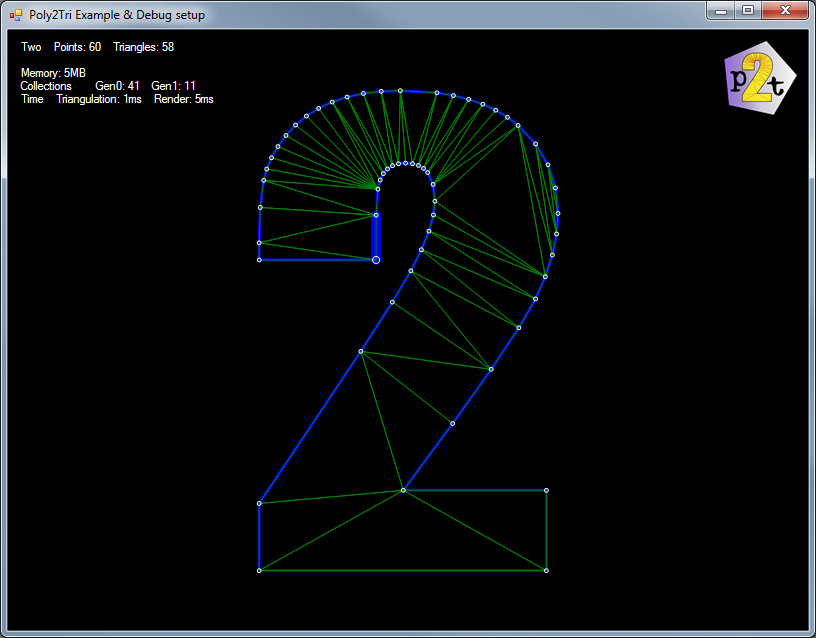 Poly2Tri Example & Debug setup
Two Points: 60 Triangles: 58
Memory: 5MB
Collections Gen0: 41 Gen1: 11
Time Triangulation: 1ms Render: 5ms
p2t
2